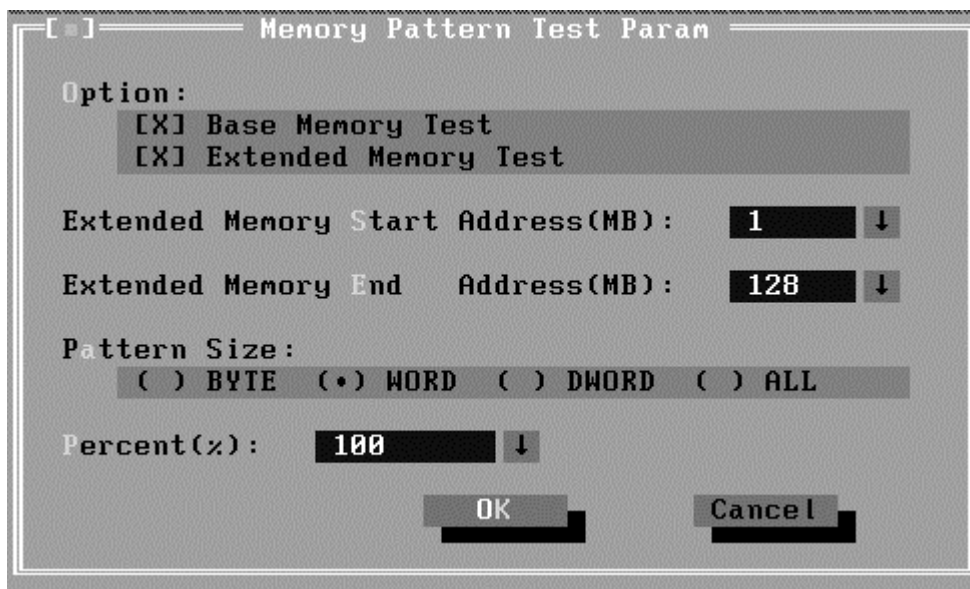 [■] Memory Pattern Test Param
Option:
[X] Base Memory Test
[X] Extended Memory Test
Extended Memory Start Address(MB): 1 ↓
Extended Memory End Address(MB): 128 ↓
Pattern Size:
( ) BYTE (•) WORD ( ) DWORD ( ) ALL
Percent(%): 100 ↓
OK Cancel